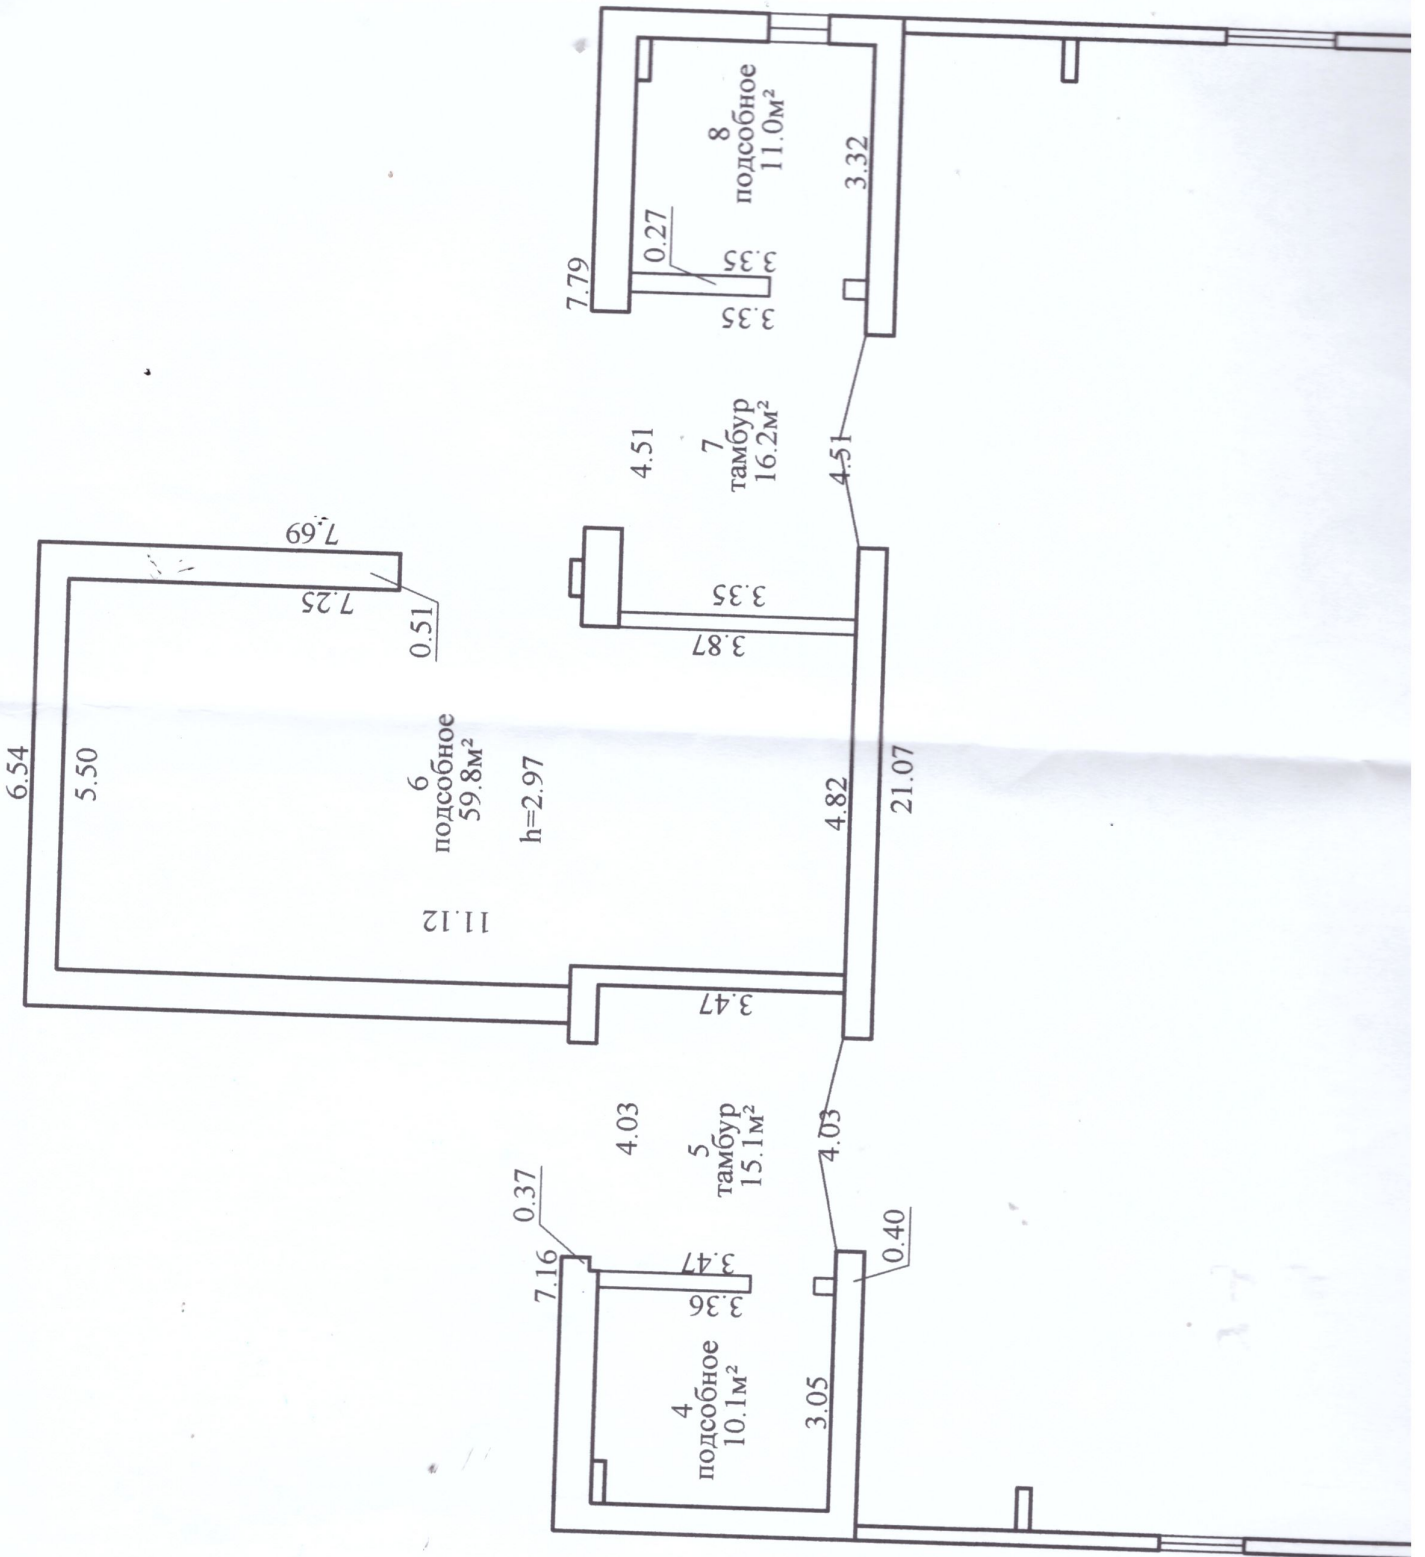 6.54
5.50
7.69
7.25
0.51
6
подсобное
59.8м²
h=2.97
11.12
7.79
8
подсобное
11.0м²
0.27
3.35
3.35
3.32
4.51
7
тамбур
16.2м²
4.51
3.35
3.87
4.82
21.07
3.47
4.03
5
тамбур
15.1м²
4.03
0.37
7.16
3.47
3.36
0.40
4
подсобное
10.1м²
3.05